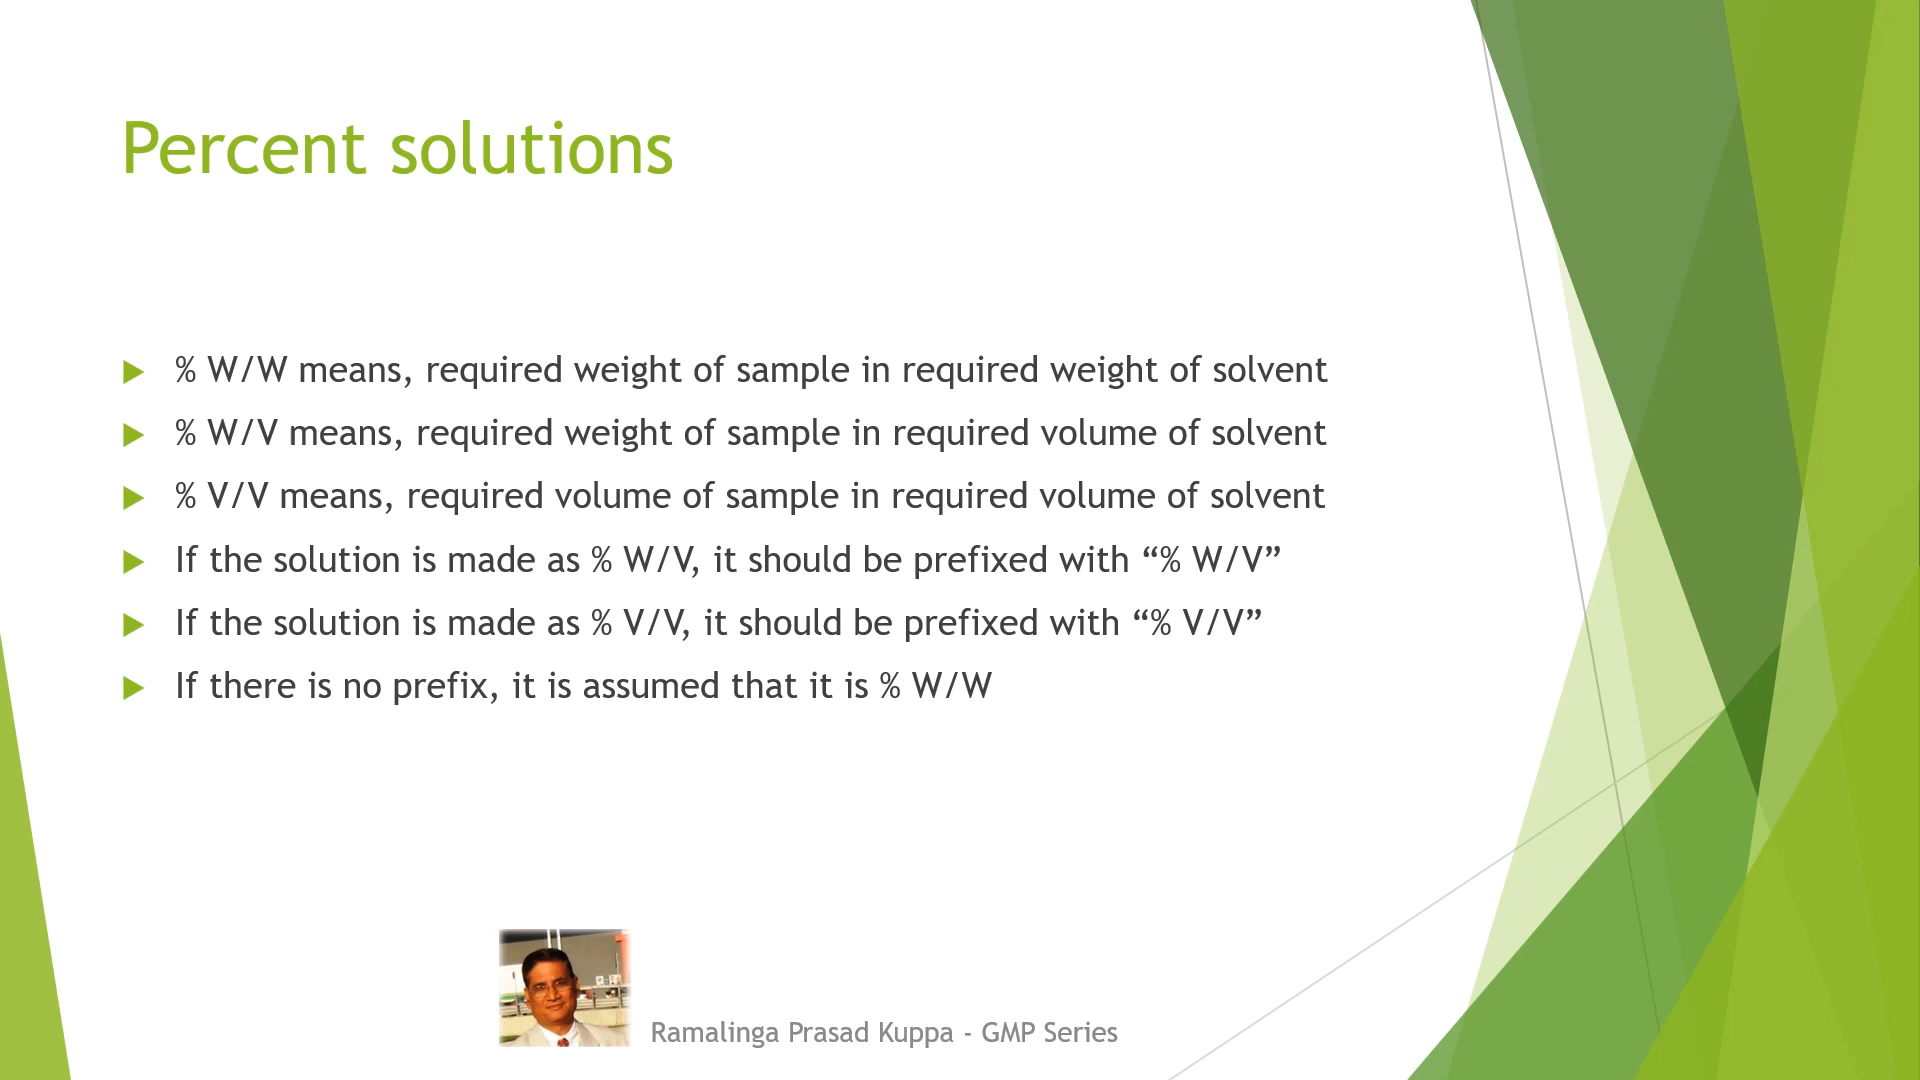 Percent solutions
% W/W means, required weight of sample in required weight of solvent
% W/V means, required weight of sample in required volume of solvent
% V/V means, required volume of sample in required volume of solvent
If the solution is made as % W/V, it should be prefixed with “% W/V”
If the solution is made as % V/V, it should be prefixed with “% V/V”
If there is no prefix, it is assumed that it is % W/W
Ramalinga Prasad Kuppa - GMP Series